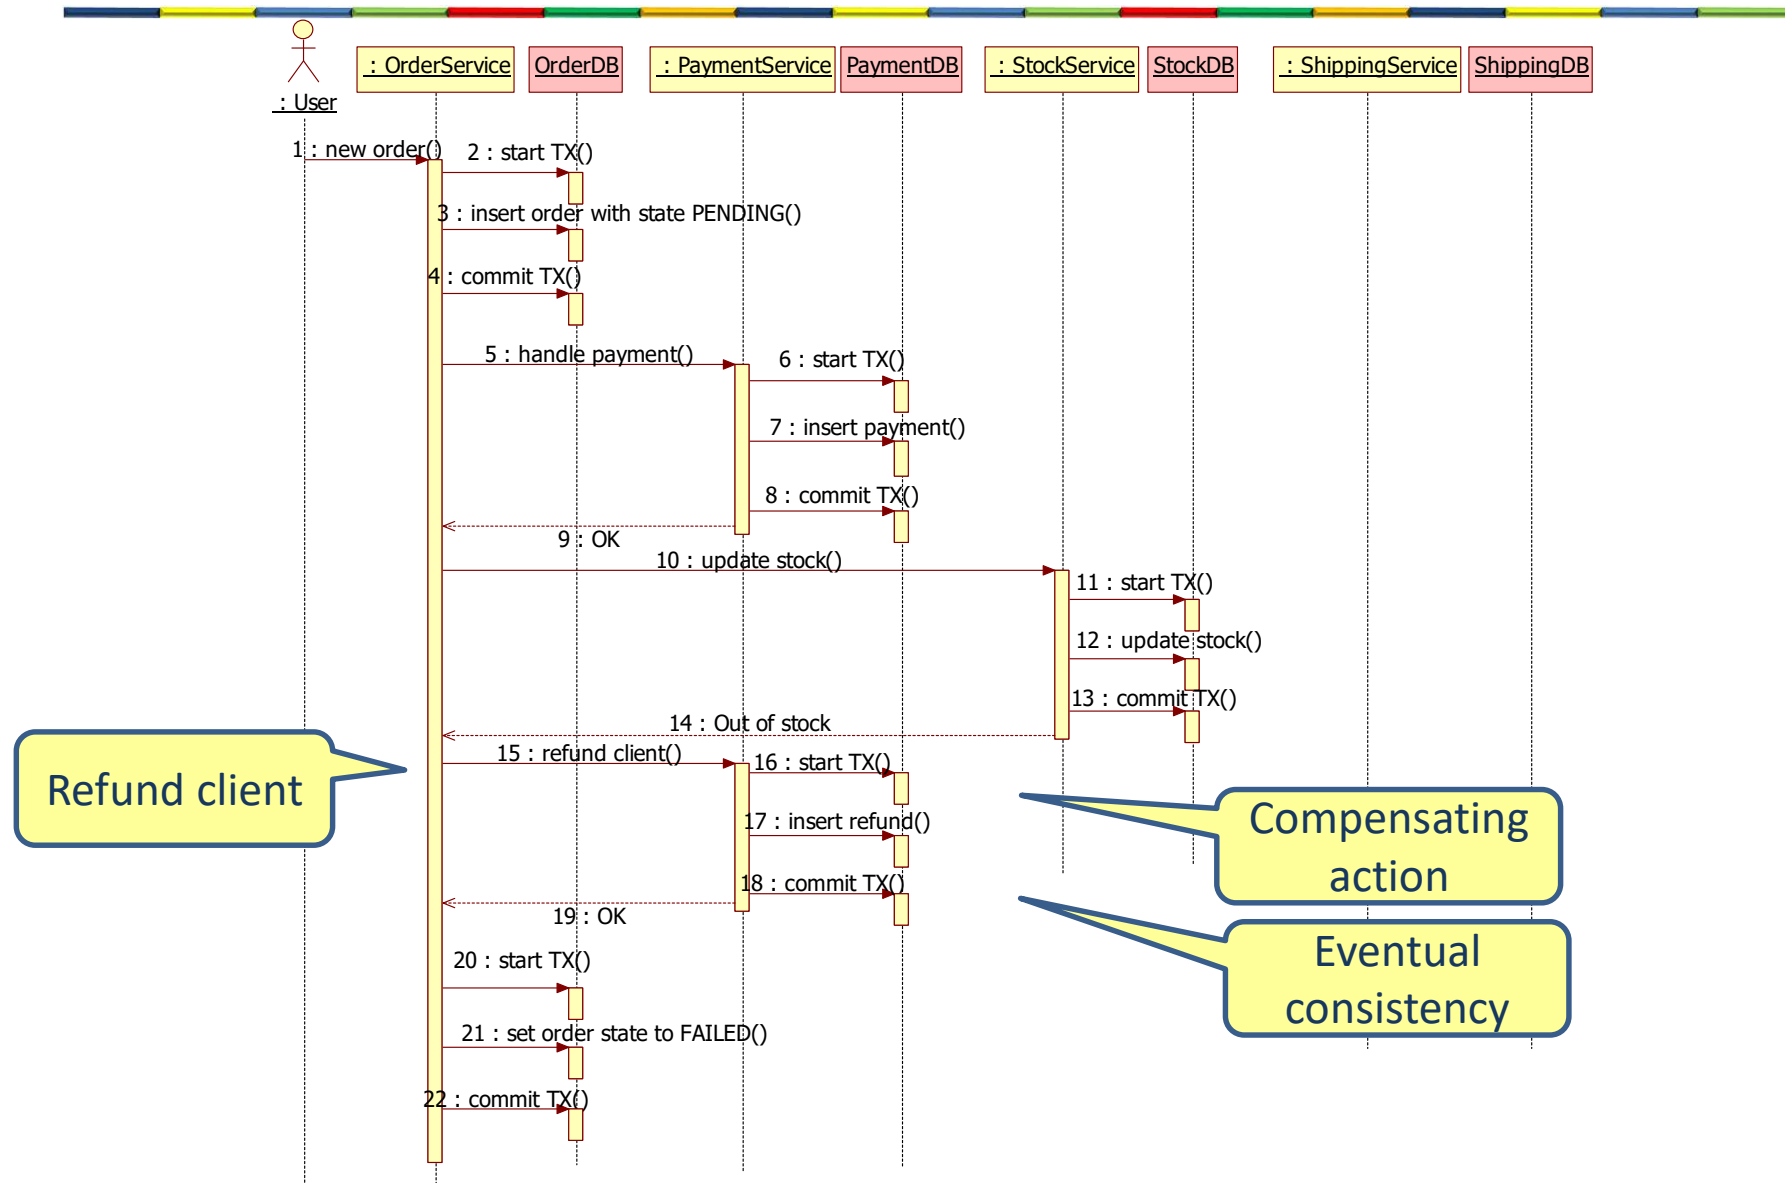 : User
: OrderService
OrderDB
: PaymentService
PaymentDB
: StockService
StockDB
: ShippingService
ShippingDB
1 : new order()
2 : start TX()
3 : insert order with state PENDING()
4 : commit TX()
5 : handle payment()
6 : start TX()
7 : insert payment()
8 : commit TX()
9 : OK
10 : update stock()
11 : start TX()
12 : update stock()
13 : commit TX()
14 : Out of stock
15 : refund client()
16 : start TX()
Refund client
17 : insert refund()
Compensating
action
18 : commit TX()
19 : OK
Eventual
consistency
20 : start TX()
21 : set order state to FAILED()
22 : commit TX()